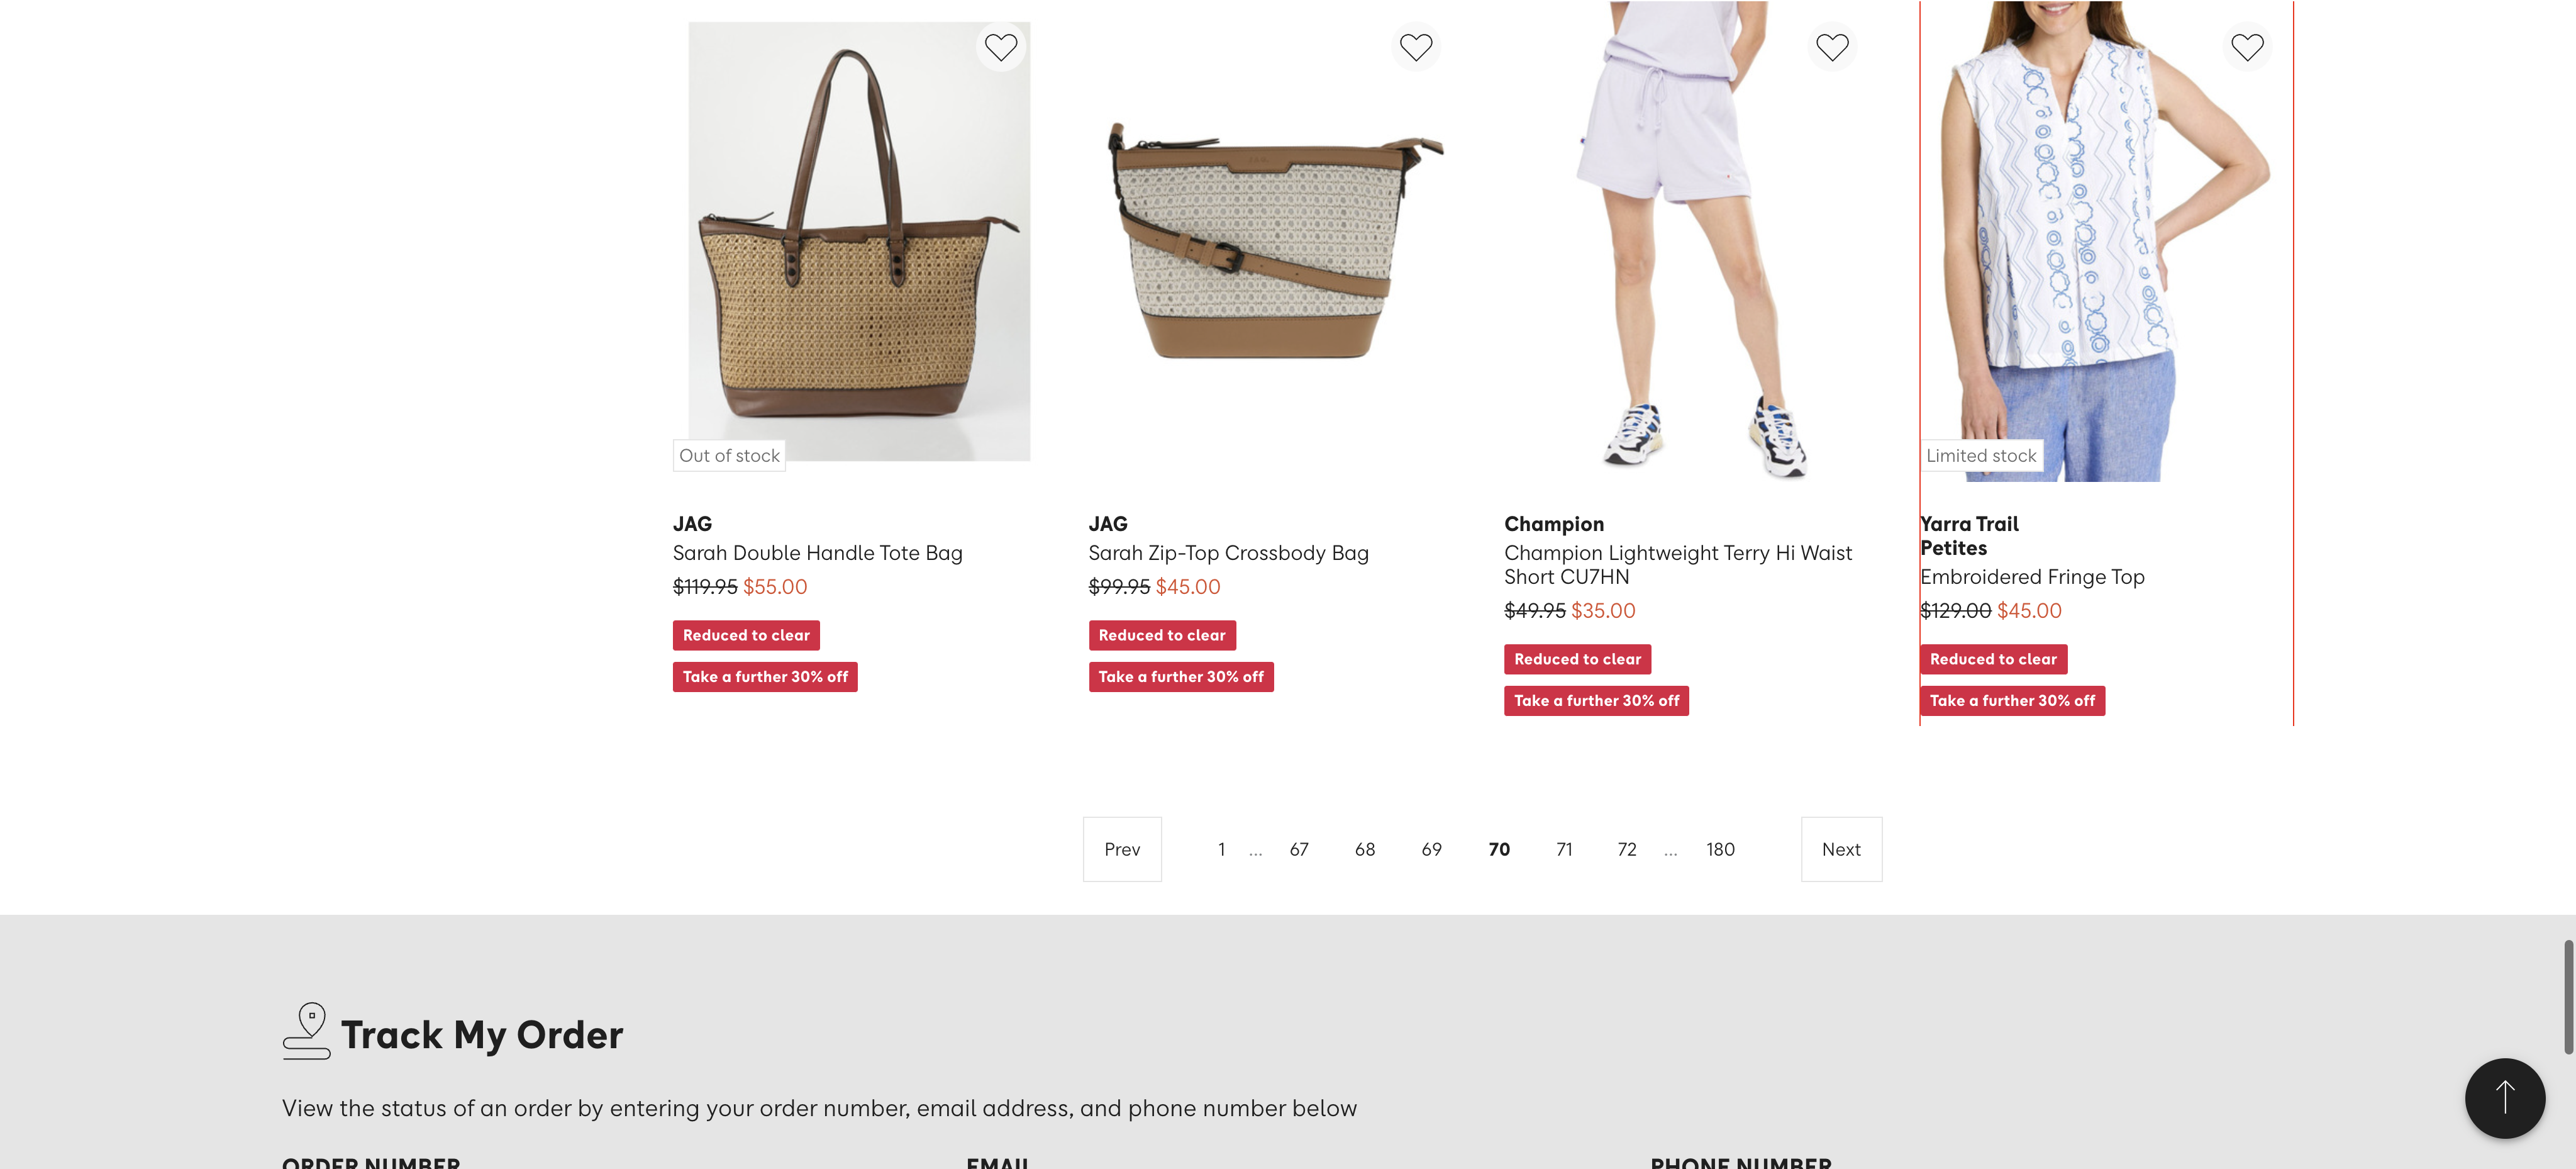 Out of stock
JAG
Sarah Double Handle Tote Bag
$119.95 $55.00
Reduced to clear
Take a further 30% off
JAG
Sarah Zip-Top Crossbody Bag
$99.95 $45.00
Reduced to clear
Take a further 30% off
Champion
Champion Lightweight Terry Hi Waist
Short CU7HN
$49.95 $35.00
Reduced to clear
Take a further 30% off
Limited stock
Yarra Trail
Petites
Embroidered Fringe Top
$129.00 $45.00
Reduced to clear
Take a further 30% off
Prev 1 ... 67 68 69 70 71 72 ... 180 Next
Track My Order
View the status of an order by entering your order number, email address, and phone number below
ORDER NUMBER EMAIL PHONE NUMBER